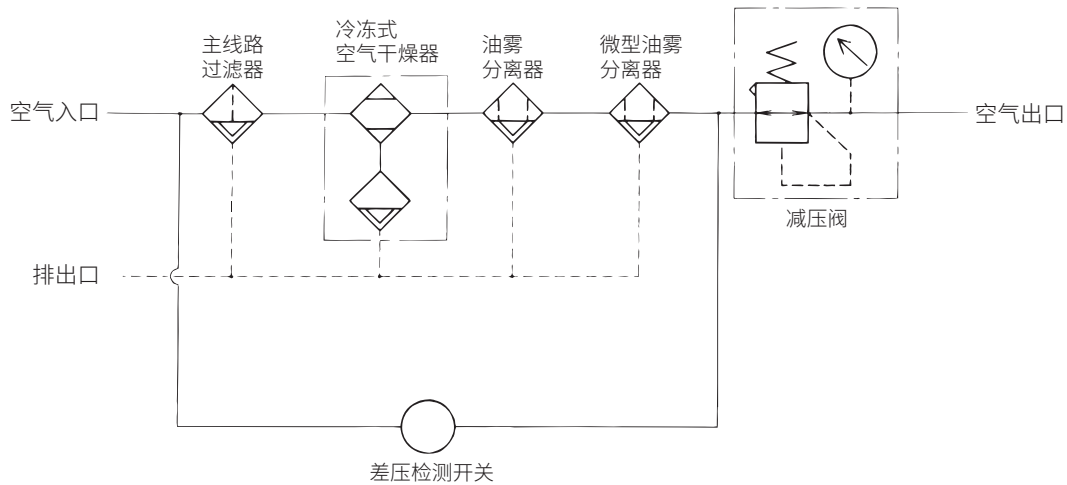 主线路
过滤器
冷冻式
空气干燥器
油雾
分离器
微型油雾
分离器
空气入口
空气出口
减压阀
排出口
差压检测开关